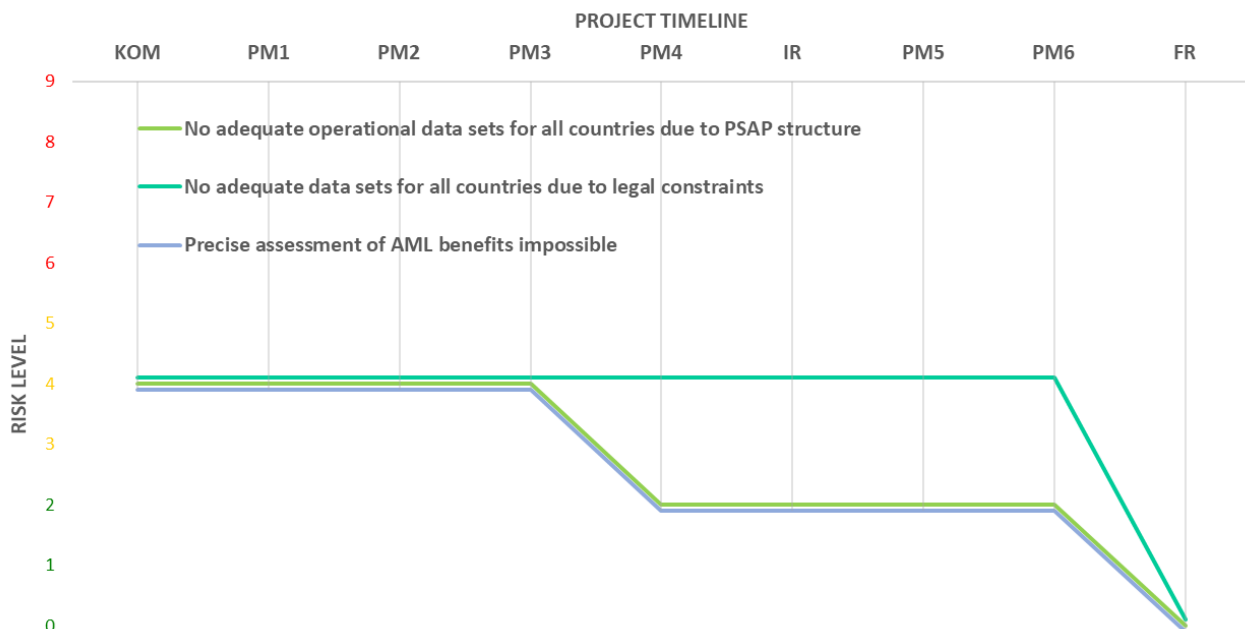 PROJECT TIMELINE
KOM PM1 PM2 PM3 PM4 IR PM5 PM6 FR
9
No adequate operational data sets for all countries due to PSAP structure
8
No adequate data sets for all countries due to legal constraints
7
Precise assessment of AML benefits impossible
6
5
RISK LEVEL
4
3
2
1
0